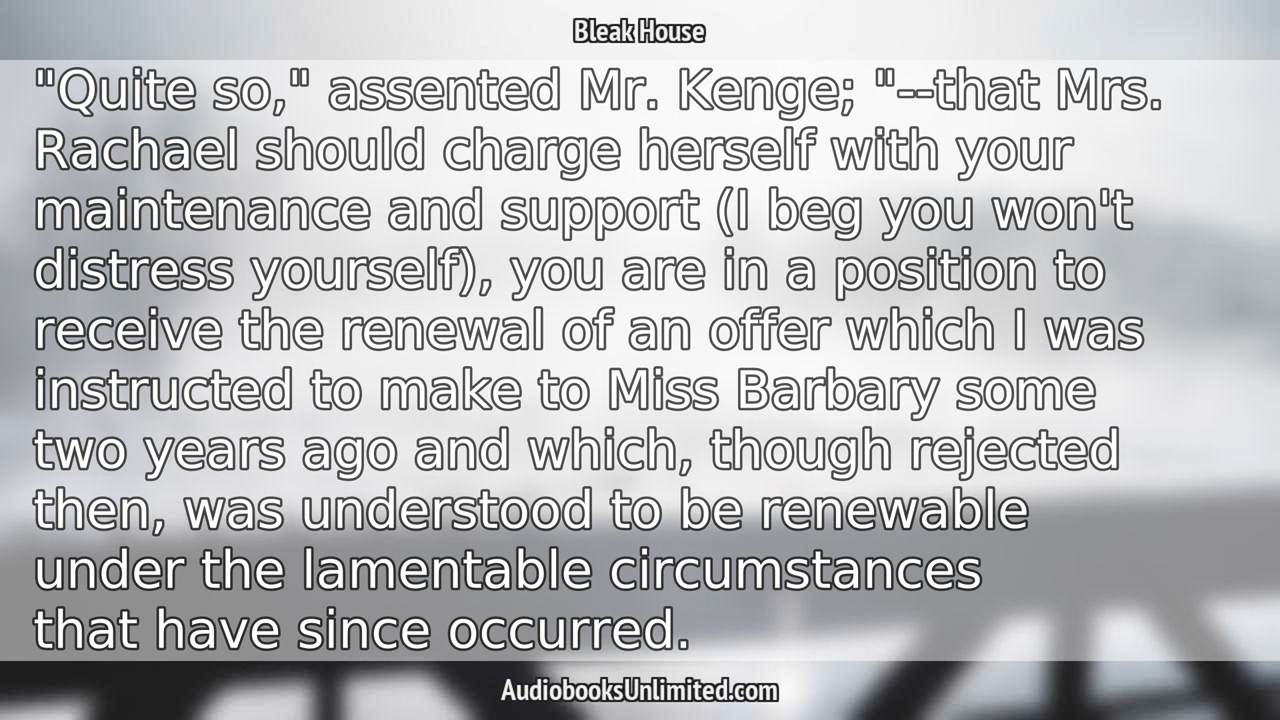 Bleak House
"Quite so," assented Mr. Kenge; "--that Mrs.
Rachael should charge herself with your
maintenance and support (I beg you won't
distress yourself), you are in a position to
receive the renewal of an offer which I was
instructed to make to Miss Barbary some
two years ago and which, though rejected
then, was understood to be renewable
under the lamentable circumstances
that have since occurred.
AudiobooksUnlimited.com